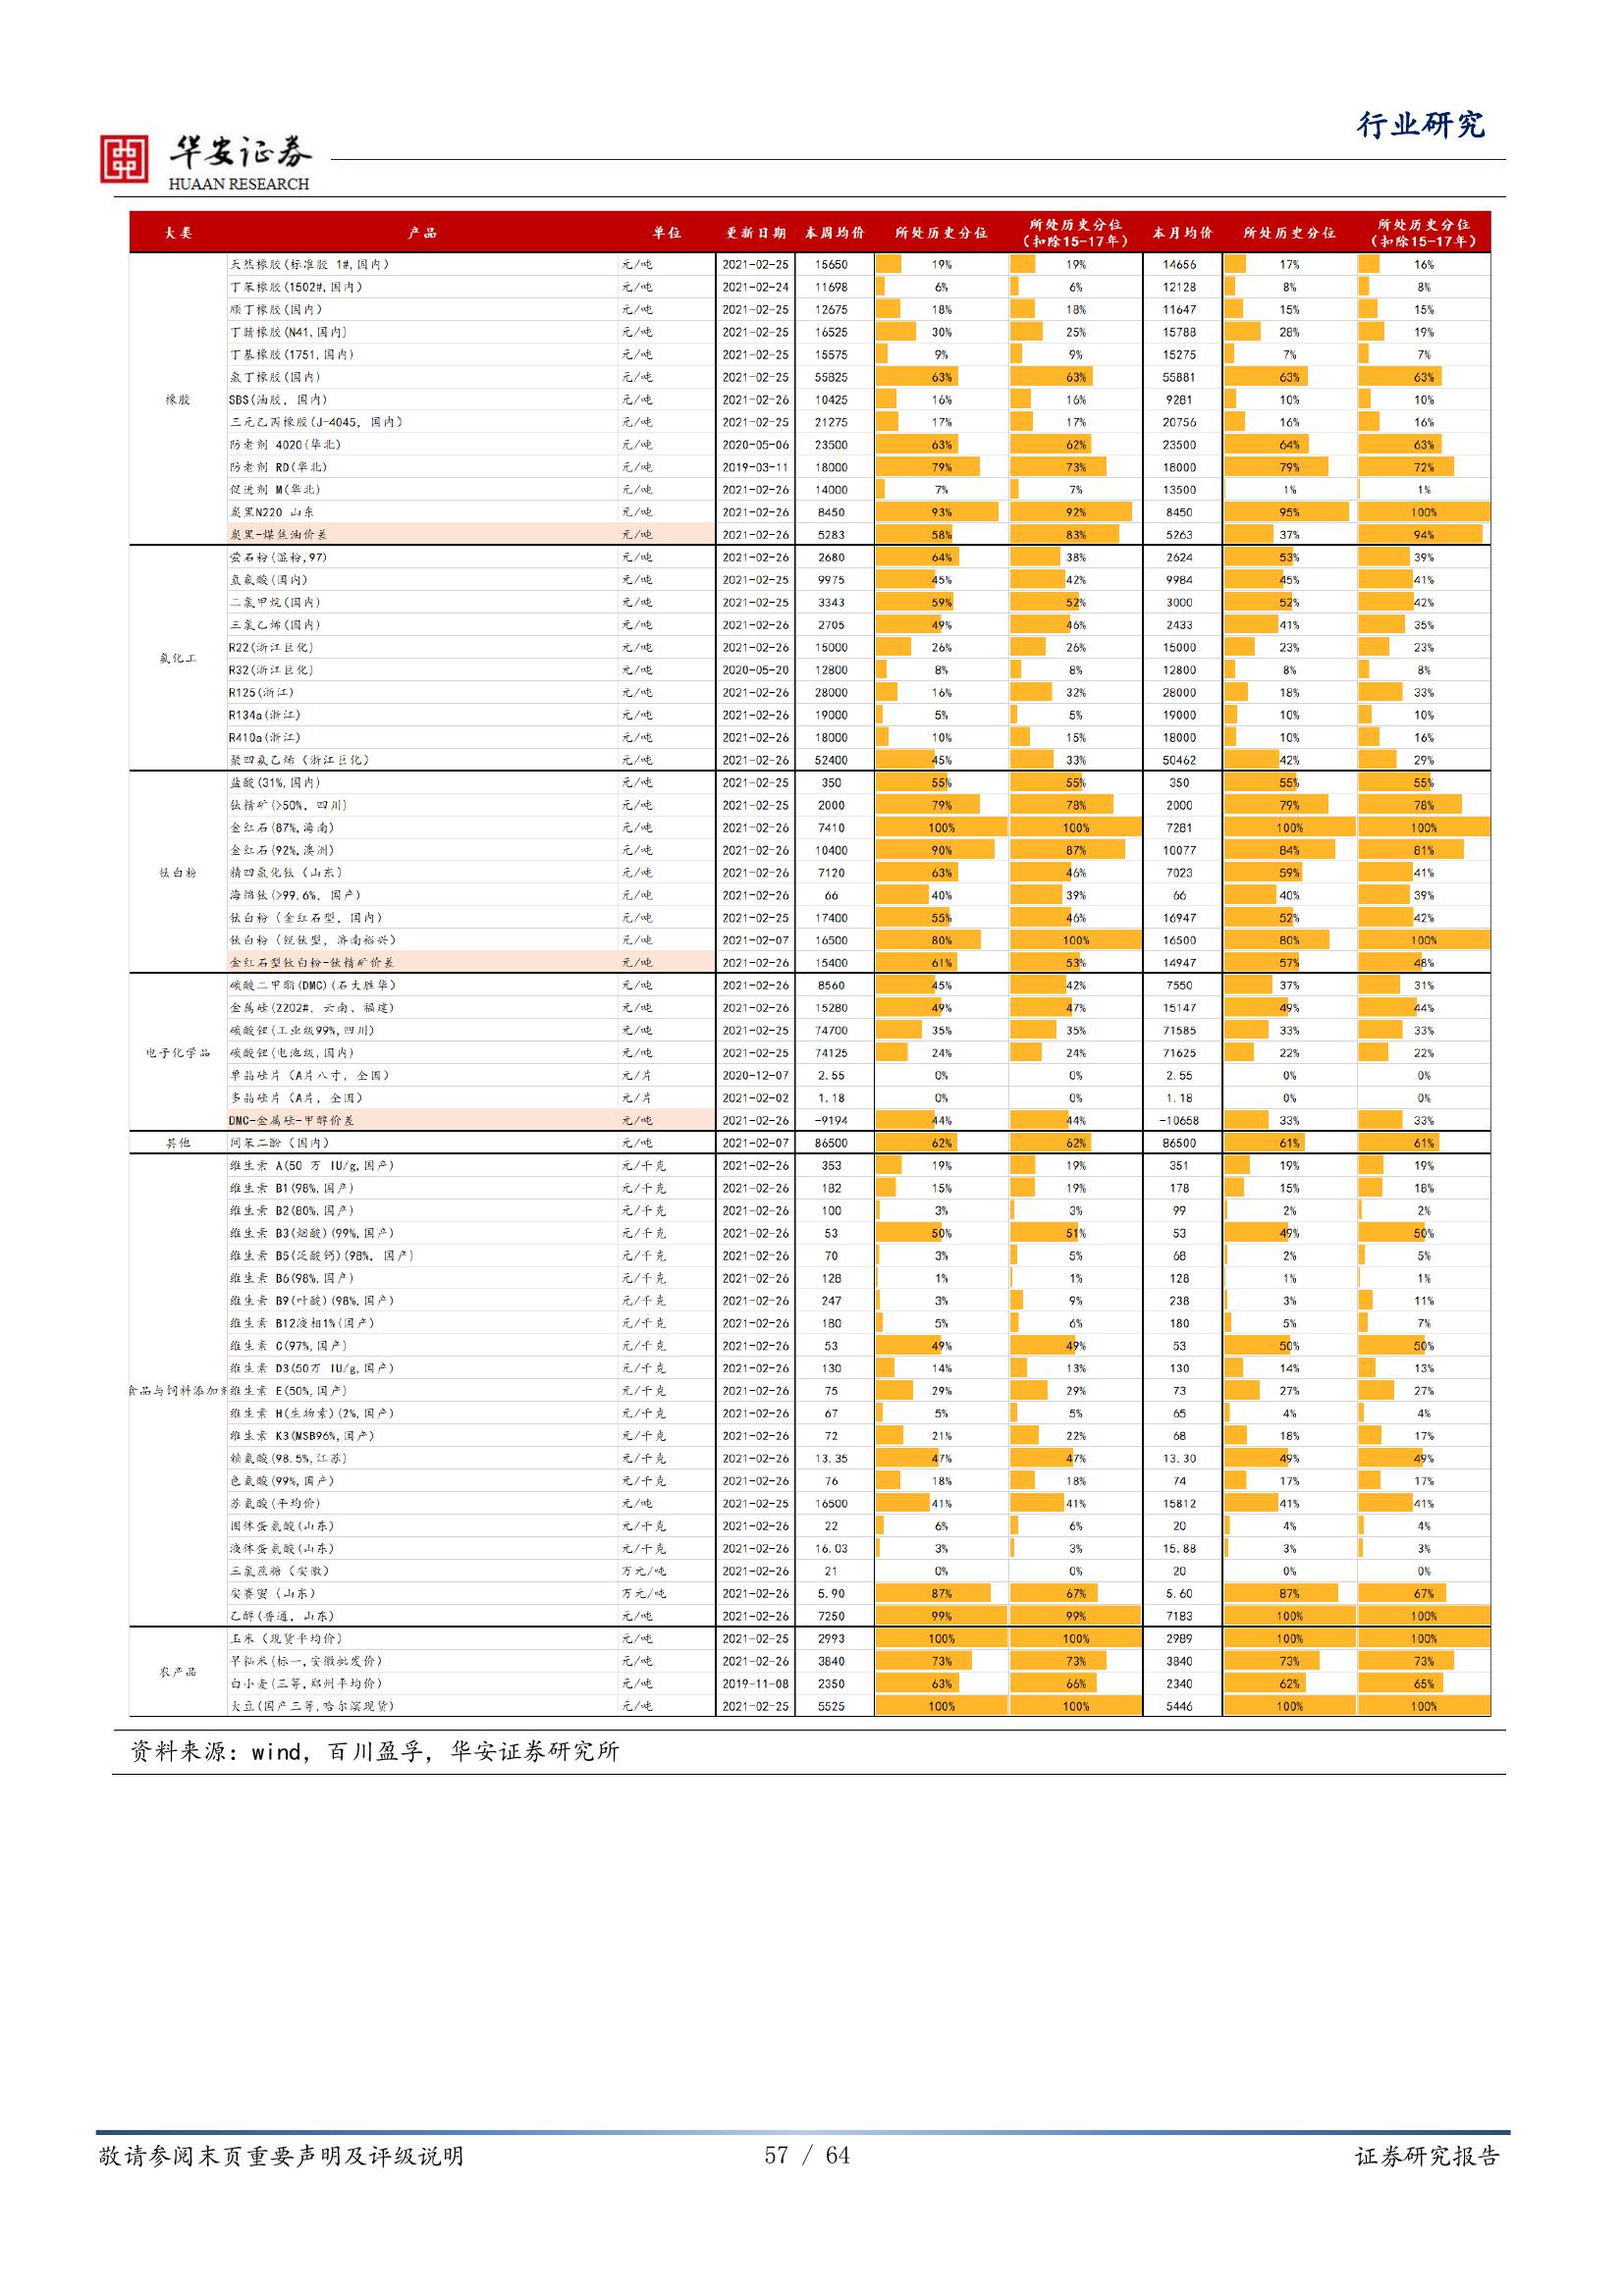 行业研究
华安证券
HUAAN RESEARCH
大类 产品 单位 更新日期 本周均价 所处历史分位 所处历史分位（扣除15-17年） 本月均价 所处历史分位 所处历史分位（扣除15-17年）
天然橡胶(标准胶 1#,国内) 元/吨 2021-02-25 15650 19% 19% 14656 17% 16%
丁苯橡胶(1502#,国内) 元/吨 2021-02-24 11698 6% 6% 12128 8% 8%
顺丁橡胶(国内) 元/吨 2021-02-25 12675 18% 18% 11647 15% 15%
丁腈橡胶(N41,国内) 元/吨 2021-02-25 16525 30% 25% 15788 28% 19%
丁基橡胶(1751,国内) 元/吨 2021-02-25 15575 9% 9% 15275 7% 7%
氯丁橡胶(国内) 元/吨 2021-02-25 55825 63% 63% 55881 63% 63%
橡胶 SBS(油胶, 国内) 元/吨 2021-02-26 10425 16% 16% 9281 10% 10%
三元乙丙橡胶(J-4045, 国内) 元/吨 2021-02-25 21275 17% 17% 20756 16% 16%
防老剂 4020(华北) 元/吨 2020-05-06 23500 63% 62% 23500 64% 63%
防老剂 RD(华北) 元/吨 2019-03-11 18000 79% 73% 18000 79% 72%
促进剂 M(华北) 元/吨 2021-02-26 14000 7% 7% 13500 1% 1%
炭黑N220 山东 元/吨 2021-02-26 8450 93% 92% 8450 95% 100%
炭黑-煤焦油价差 元/吨 2021-02-26 5283 58% 83% 5263 37% 94%
萤石粉(湿粉,97) 元/吨 2021-02-26 2680 64% 38% 2624 53% 39%
氢氟酸(国内) 元/吨 2021-02-25 9975 45% 42% 9984 45% 41%
二氯甲烷(国内) 元/吨 2021-02-25 3343 59% 52% 3000 52% 42%
三氯乙烯(国内) 元/吨 2021-02-26 2705 49% 46% 2433 41% 35%
氟化工 R22(浙江巨化) 元/吨 2021-02-26 15000 26% 26% 15000 23% 23%
R32(浙江巨化) 元/吨 2020-05-20 12800 8% 8% 12800 8% 8%
R125(浙江) 元/吨 2021-02-26 28000 16% 32% 28000 18% 33%
R134a(浙江) 元/吨 2021-02-26 19000 5% 5% 19000 10% 10%
R410a(浙江) 元/吨 2021-02-26 18000 10% 15% 18000 10% 16%
聚四氟乙烯（浙江巨化） 元/吨 2021-02-26 52400 45% 33% 50462 42% 29%
盐酸(31%,国内) 元/吨 2021-02-25 350 55% 55% 350 55% 55%
钛精矿(>50%, 四川) 元/吨 2021-02-25 2000 79% 78% 2000 79% 78%
金红石(87%,海南) 元/吨 2021-02-26 7410 100% 100% 7281 100% 100%
金红石(92%,澳洲) 元/吨 2021-02-26 10400 90% 87% 10077 84% 81%
钛白粉 精四氯化钛（山东） 元/吨 2021-02-26 7120 63% 46% 7023 59% 41%
海绵钛(>99.6%, 国产) 元/吨 2021-02-26 66 40% 39% 66 40% 39%
钛白粉（金红石型, 国内） 元/吨 2021-02-25 17400 55% 46% 16947 52% 42%
钛白粉（锐钛型, 济南裕兴） 元/吨 2021-02-07 16500 80% 100% 16500 80% 100%
金红石型钛白粉-钛精矿价差 元/吨 2021-02-26 15400 61% 53% 14947 57% 48%
碳酸二甲酯(DMC)(石大胜华) 元/吨 2021-02-26 8560 45% 42% 7550 37% 31%
金属硅(2202#, 云南、福建) 元/吨 2021-02-26 15280 49% 47% 15147 49% 44%
碳酸锂(工业级99%,四川) 元/吨 2021-02-25 74700 35% 35% 71585 33% 33%
电子化学品 碳酸锂(电池级,国内) 元/吨 2021-02-25 74125 24% 24% 71625 22% 22%
单晶硅片（A片八寸, 全国） 元/片 2020-12-07 2.55 0% 0% 2.55 0% 0%
多晶硅片（A片, 全国） 元/片 2021-02-02 1.18 0% 0% 1.18 0% 0%
DMC-金属硅-甲醇价差 元/吨 2021-02-26 -9194 44% 44% -10658 33% 33%
其他 间苯二酚（国内） 元/吨 2021-02-07 86500 62% 62% 86500 61% 61%
维生素 A(50 万 IU/g,国产) 元/千克 2021-02-26 353 19% 19% 351 19% 19%
维生素 B1(98%,国产) 元/千克 2021-02-26 182 15% 19% 178 15% 18%
维生素 B2(80%,国产) 元/千克 2021-02-26 100 3% 3% 99 2% 2%
维生素 B3(烟酸)(99%,国产) 元/千克 2021-02-26 53 50% 51% 53 49% 50%
维生素 B5(泛酸钙)(98%, 国产) 元/千克 2021-02-26 70 3% 5% 68 2% 5%
维生素 B6(98%,国产) 元/千克 2021-02-26 128 1% 1% 128 1% 1%
维生素 B9(叶酸)(98%,国产) 元/千克 2021-02-26 247 3% 9% 238 3% 11%
维生素 B12液相1%(国产) 元/千克 2021-02-26 180 5% 6% 180 5% 7%
维生素 C(97%,国产) 元/千克 2021-02-26 53 49% 49% 53 50% 50%
维生素 D3(50万 IU/g,国产) 元/千克 2021-02-26 130 14% 13% 130 14% 13%
食品与饲料添加剂 维生素 E(50%,国产) 元/千克 2021-02-26 75 29% 29% 73 27% 27%
维生素 H(生物素)(2%,国产) 元/千克 2021-02-26 67 5% 5% 65 4% 4%
维生素 K3(MSB96%,国产) 元/千克 2021-02-26 72 21% 22% 68 18% 17%
赖氨酸(98.5%,江苏) 元/千克 2021-02-26 13.35 47% 47% 13.30 49% 49%
色氨酸(99%,国产) 元/千克 2021-02-26 76 18% 18% 74 17% 17%
苏氨酸(平均价) 元/吨 2021-02-25 16500 41% 41% 15812 41% 41%
固体蛋氨酸(山东) 元/千克 2021-02-26 22 6% 6% 20 4% 4%
液体蛋氨酸(山东) 元/千克 2021-02-26 16.03 3% 3% 15.88 3% 3%
三氯蔗糖（安徽） 万元/吨 2021-02-26 21 0% 0% 20 0% 0%
安赛蜜（山东） 万元/吨 2021-02-26 5.90 87% 67% 5.60 87% 67%
乙醇(普通, 山东) 元/吨 2021-02-26 7250 99% 99% 7183 100% 100%
玉米（现货平均价） 元/吨 2021-02-25 2993 100% 100% 2989 100% 100%
农产品 早籼米(标一,安徽批发价) 元/吨 2021-02-26 3840 73% 73% 3840 73% 73%
白小麦(三等,郑州平均价) 元/吨 2019-11-08 2350 63% 66% 2340 62% 65%
大豆(国产三等,哈尔滨现货) 元/吨 2021-02-25 5525 100% 100% 5446 100% 100%
资料来源：wind，百川盈孚，华安证券研究所
敬请参阅末页重要声明及评级说明 57 / 64 证券研究报告